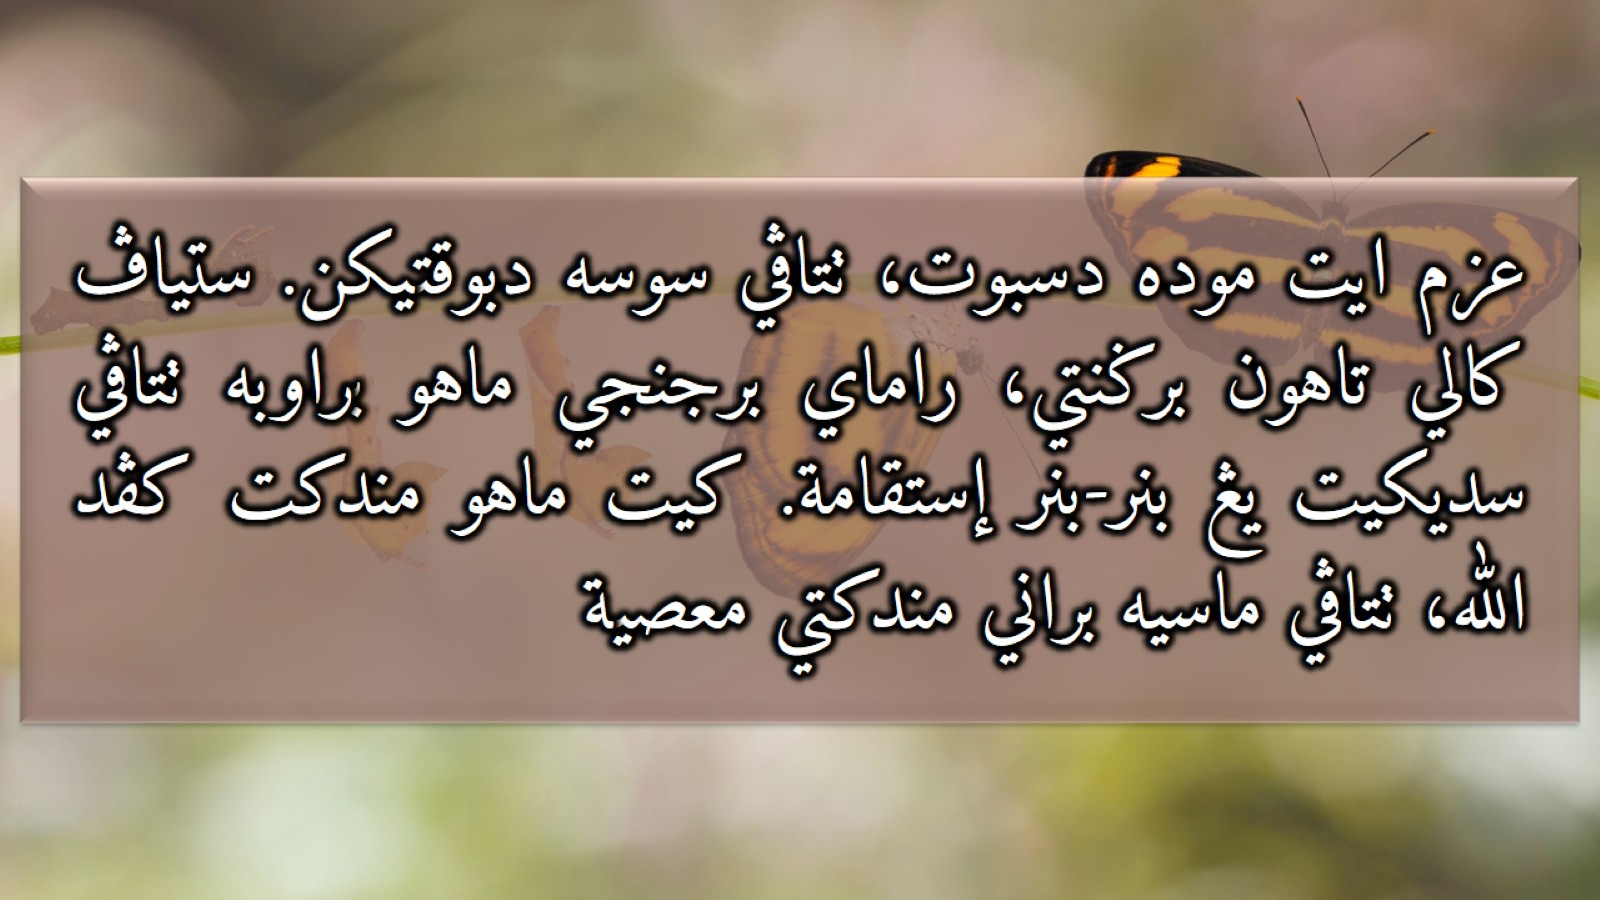 عزم ايت موده دسبوت، تتاڤي سوسه دبوقتيكن. ستياڤ
كالي تاهون برݢنتي، راماي برجنجي ماهو براوبه تتاڤي
سديكيت يڠ بنر-بنر إستقامة. كيت ماهو مندكت كڤد
الله، تتاڤي ماسيه براني مندكتي معصية